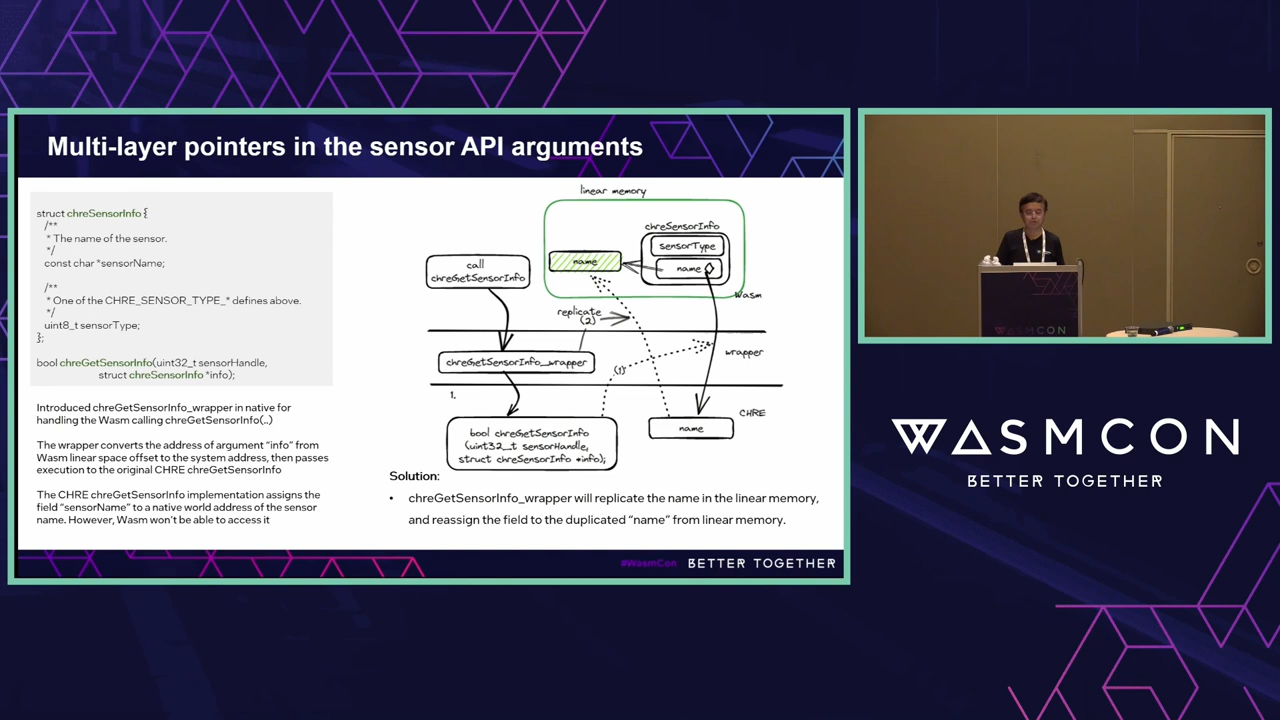 Multi-layer pointers in the sensor API arguments
struct chreSensorInfo {
/**
* The name of the sensor.
*/
const char *sensorName;
/**
* One of the CHRE_SENSOR_TYPE_* defines above.
*/
uint8_t sensorType;
};
bool chreGetSensorInfo(uint32_t sensorHandle,
struct chreSensorInfo *info);
Introduced chreGetSensorInfo_wrapper in native for
handling the Wasm calling chreGetSensorInfo(..)
The wrapper converts the address of argument "info" from
Wasm linear space offset to the system address, then passes
execution to the original CHRE chreGetSensorInfo
The CHRE chreGetSensorInfo implementation assigns the
field "sensorName" to a native world address of the sensor
name. However, Wasm won't be able to access it
linear memory
chreSensorInfo
sensorType
name
name
call
chreGetSensorInfo
Wasm
replicate
(2)
wrapper
chreGetSensorInfo_wrapper
(1)
1.
CHRE
name
bool chreGetSensorInfo
(uint32_t sensorHandle,
struct chreSensorInfo *info);
Solution:
• chreGetSensorInfo_wrapper will replicate the name in the linear memory,
and reassign the field to the duplicated "name" from linear memory.
#WasmCon BETTER TOGETHER
WASMCON
WASMCON
BETTER TOGETHER